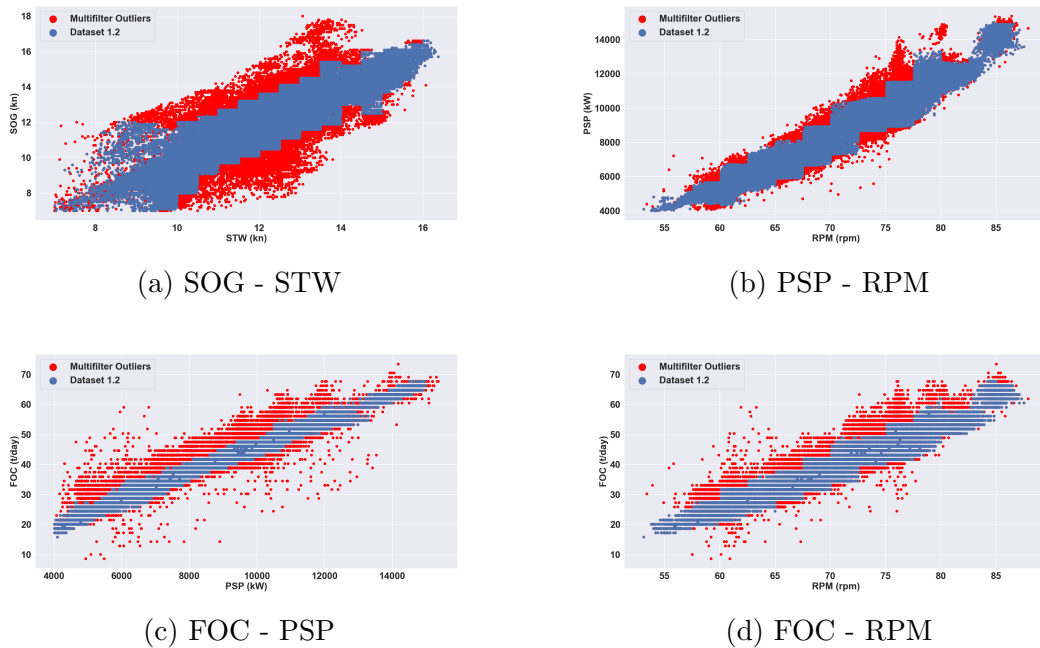 Multifilter Outliers
Dataset 1.2
18
16
14
12
10
8
SOG (kn)
8
10
12
14
16
STW (kn)
(a) SOG - STW
Multifilter Outliers
Dataset 1.2
14000
12000
10000
8000
6000
4000
PSP (kW)
55
60
65
70
75
80
85
RPM (rpm)
(b) PSP - RPM
Multifilter Outliers
Dataset 1.2
70
60
50
40
30
20
10
FOC (t/day)
4000
6000
8000
10000
12000
14000
PSP (kW)
(c) FOC - PSP
Multifilter Outliers
Dataset 1.2
70
60
50
40
30
20
10
FOC (t/day)
55
60
65
70
75
80
85
RPM (rpm)
(d) FOC - RPM